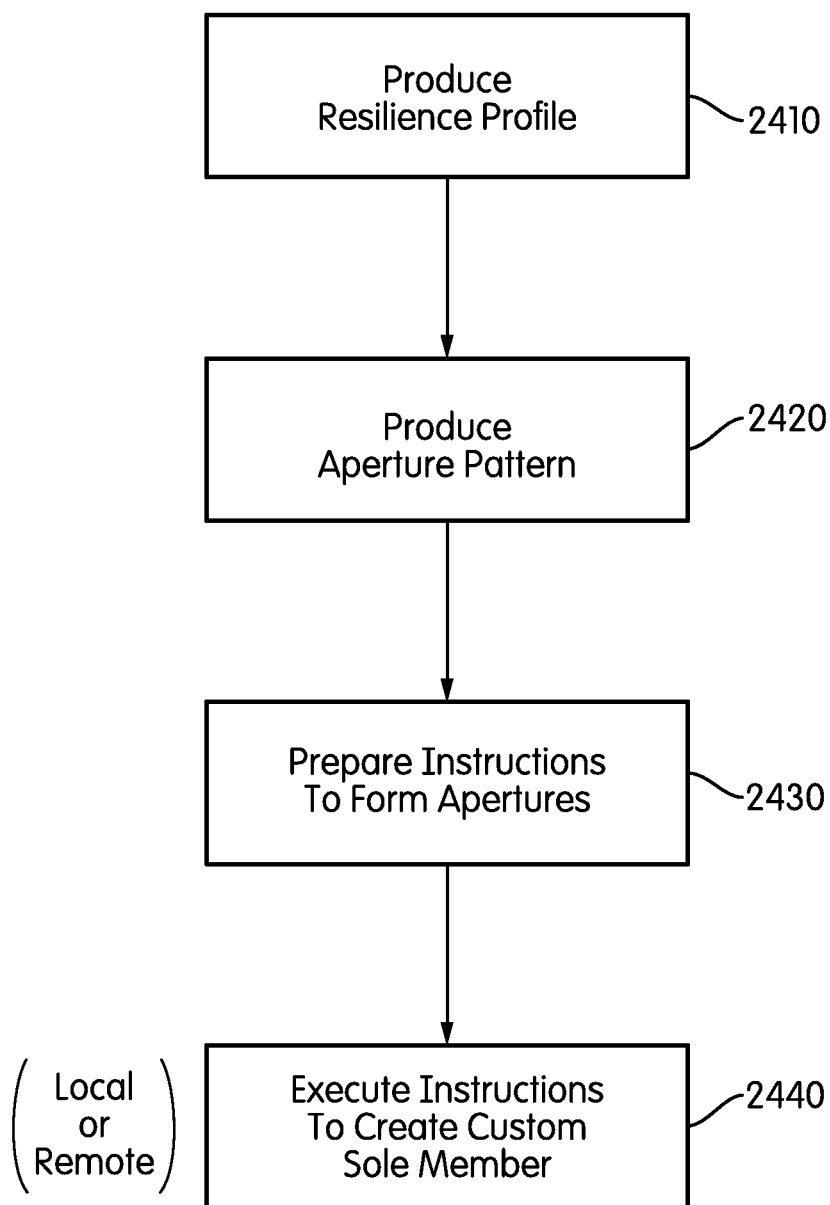 Produce
Resilience Profile
2410
Produce
Aperture Pattern
2420
Prepare Instructions
To Form Apertures
2430
Local
or
Remote
Execute Instructions
To Create Custom
Sole Member
2440